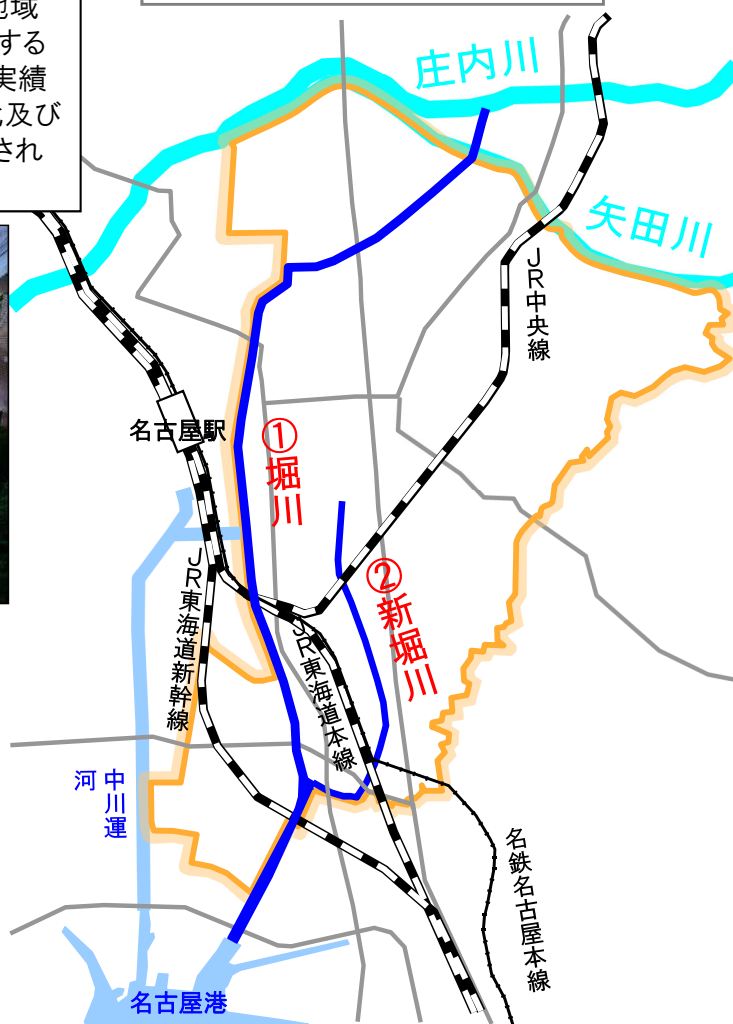 地域
する
実績
及び
され
庄内川
矢田川
JR中央線
名古屋駅
①堀川
②新堀川
JR東海道新幹線
JR東海道本線
中川運
河
名鉄名古屋本線
名古屋港